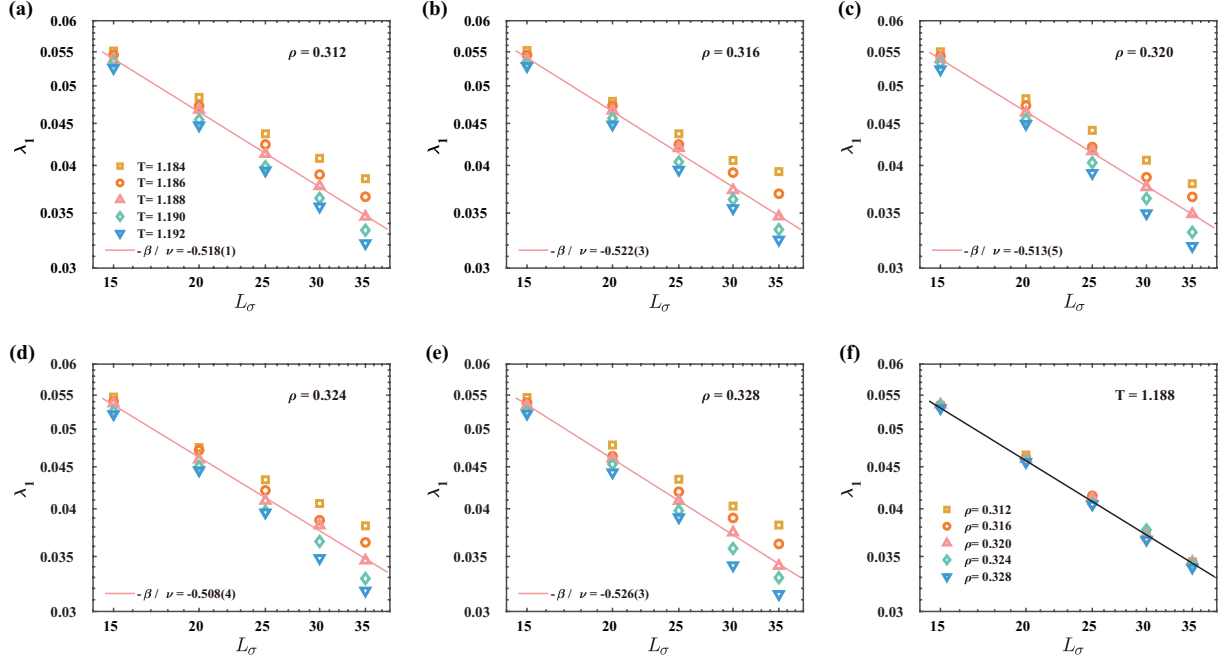 (a)
0.06
0.055
0.05
0.045
0.04
0.035
0.03
λ1
ρ = 0.312
T= 1.184
T= 1.186
T= 1.188
T= 1.190
T= 1.192
- β / ν = -0.518(1)
15
20
25
30
35
Lσ
(b)
0.06
0.055
0.05
0.045
0.04
0.035
0.03
λ1
ρ = 0.316
- β / ν = -0.522(3)
15
20
25
30
35
Lσ
(c)
0.06
0.055
0.05
0.045
0.04
0.035
0.03
λ1
ρ = 0.320
- β / ν = -0.513(5)
15
20
25
30
35
Lσ
(d)
0.06
0.055
0.05
0.045
0.04
0.035
0.03
λ1
ρ = 0.324
- β / ν = -0.508(4)
15
20
25
30
35
Lσ
(e)
0.06
0.055
0.05
0.045
0.04
0.035
0.03
λ1
ρ = 0.328
- β / ν = -0.526(3)
15
20
25
30
35
Lσ
(f)
0.06
0.055
0.05
0.045
0.04
0.035
0.03
λ1
T = 1.188
ρ= 0.312
ρ= 0.316
ρ= 0.320
ρ= 0.324
ρ= 0.328
15
20
25
30
35
Lσ